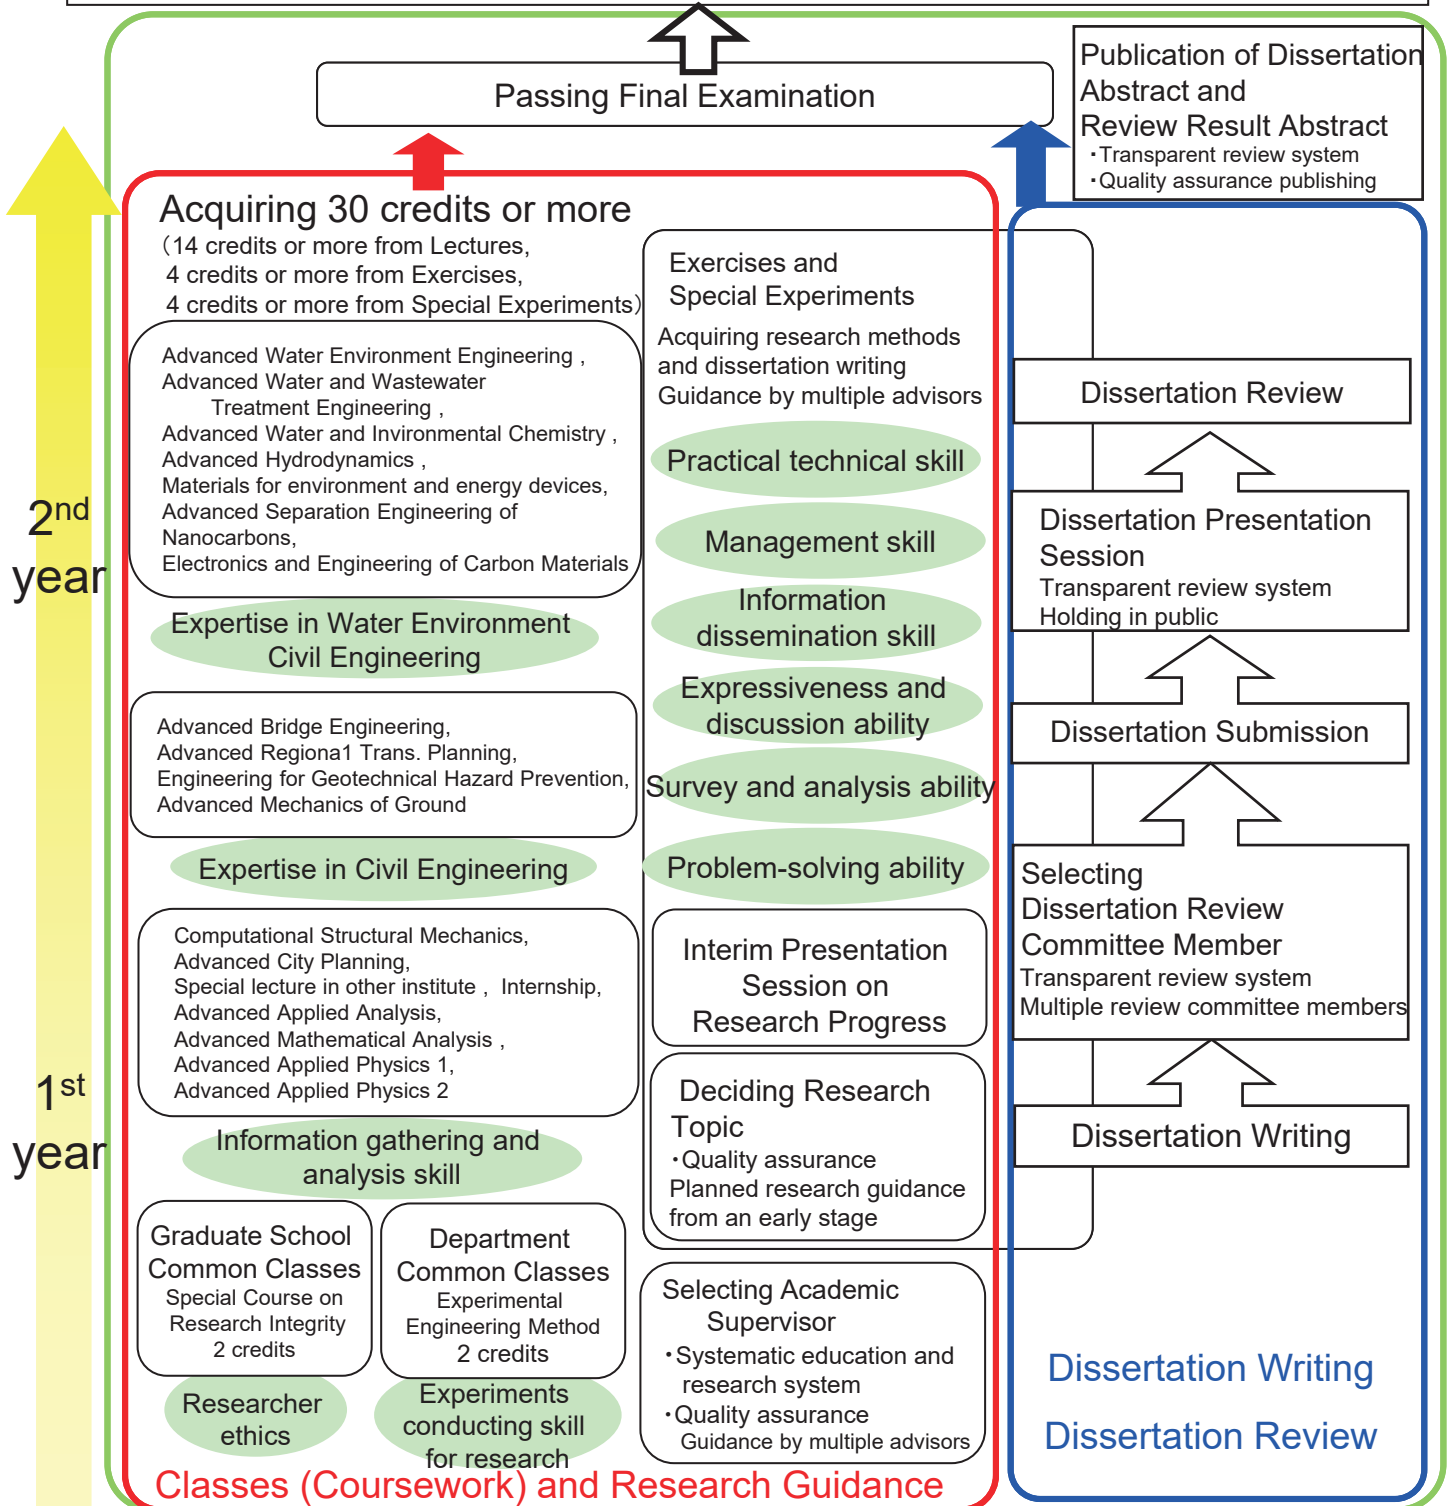 Passing Final Examination
Publication of Dissertation
Abstract and
Review Result Abstract
・Transparent review system
・Quality assurance publishing
2nd
year
1st
year
Acquiring 30 credits or more
（14 credits or more from Lectures,
4 credits or more from Exercises,
4 credits or more from Special Experiments）
Advanced Water Environment Engineering ,
Advanced Water and Wastewater
Treatment Engineering ,
Advanced Water and Invironmental Chemistry ,
Advanced Hydrodynamics ,
Materials for environment and energy devices,
Advanced Separation Engineering of
Nanocarbons,
Electronics and Engineering of Carbon Materials
Expertise in Water Environment
Civil Engineering
Advanced Bridge Engineering,
Advanced Regiona1 Trans. Planning,
Engineering for Geotechnical Hazard Prevention,
Advanced Mechanics of Ground
Expertise in Civil Engineering
Computational Structural Mechanics,
Advanced City Planning,
Special lecture in other institute , Internship,
Advanced Applied Analysis,
Advanced Mathematical Analysis ,
Advanced Applied Physics 1,
Advanced Applied Physics 2
Information gathering and
analysis skill
Graduate School
Common Classes
Special Course on
Research Integrity
2 credits
Researcher
ethics
Department
Common Classes
Experimental
Engineering Method
2 credits
Experiments
conducting skill
for research
Exercises and
Special Experiments
Acquiring research methods
and dissertation writing
Guidance by multiple advisors
Practical technical skill
Management skill
Information
dissemination skill
Expressiveness and
discussion ability
Survey and analysis ability
Problem-solving ability
Interim Presentation
Session on
Research Progress
Deciding Research
Topic
・Quality assurance
Planned research guidance
from an early stage
Selecting Academic
Supervisor
・Systematic education and
research system
・Quality assurance
Guidance by multiple advisors
Classes (Coursework) and Research Guidance
Dissertation Review
Dissertation Presentation
Session
Transparent review system
Holding in public
Dissertation Submission
Selecting
Dissertation Review
Committee Member
Transparent review system
Multiple review committee members
Dissertation Writing
Dissertation Writing
Dissertation Review